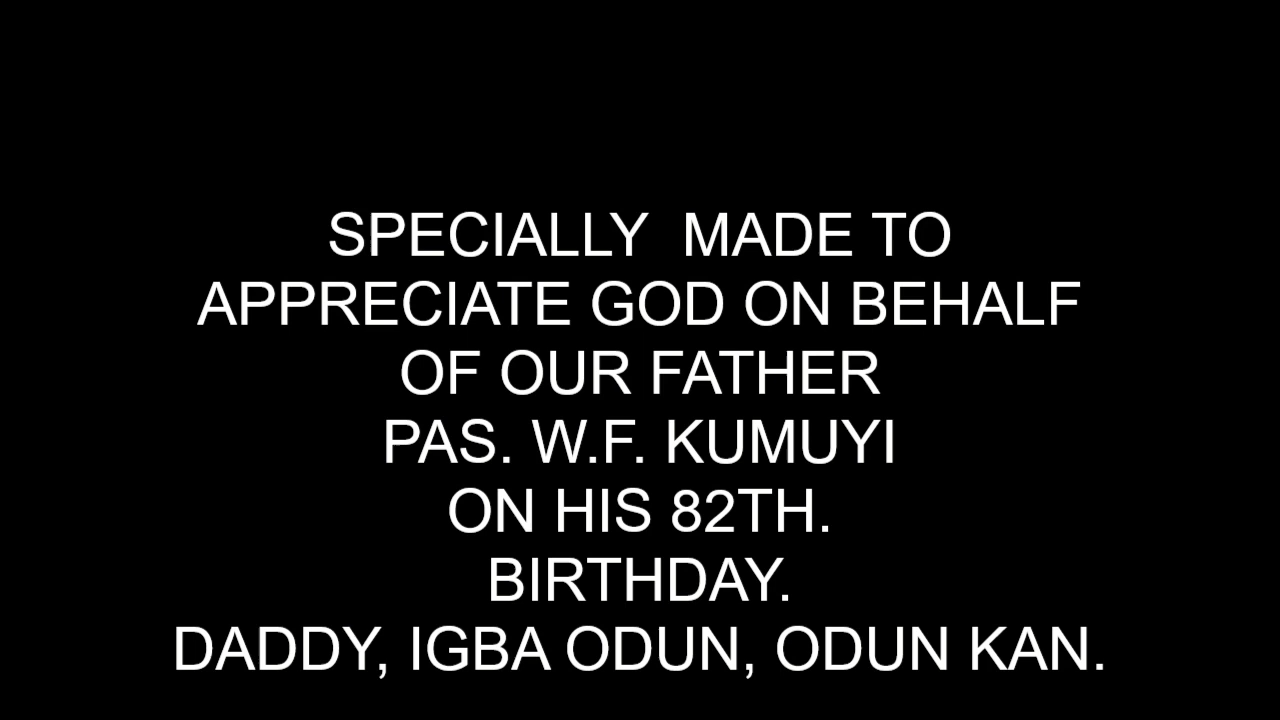 SPECIALLY  MADE TO
APPRECIATE GOD ON BEHALF
OF OUR FATHER
PAS. W.F. KUMUYI
ON HIS 82TH.
BIRTHDAY.
DADDY, IGBA ODUN, ODUN KAN.